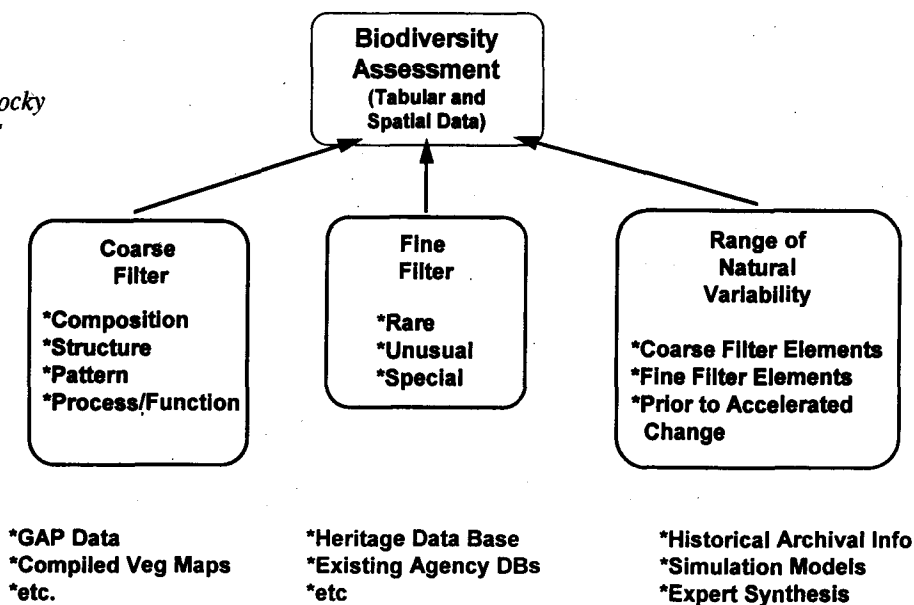 Biodiversity
Assessment
(Tabular and
Spatial Data)
ocky
Coarse
Filter
*Composition
*Structure
*Pattern
*Process/Function
Fine
Filter
*Rare
*Unusual
*Special
Range of
Natural
Variability
*Coarse Filter Elements
*Fine Filter Elements
*Prior to Accelerated
Change
*GAP Data
*Compiled Veg Maps
*etc.
*Heritage Data Base
*Existing Agency DBs
*etc
*Historical Archival Info
*Simulation Models
*Expert Synthesis